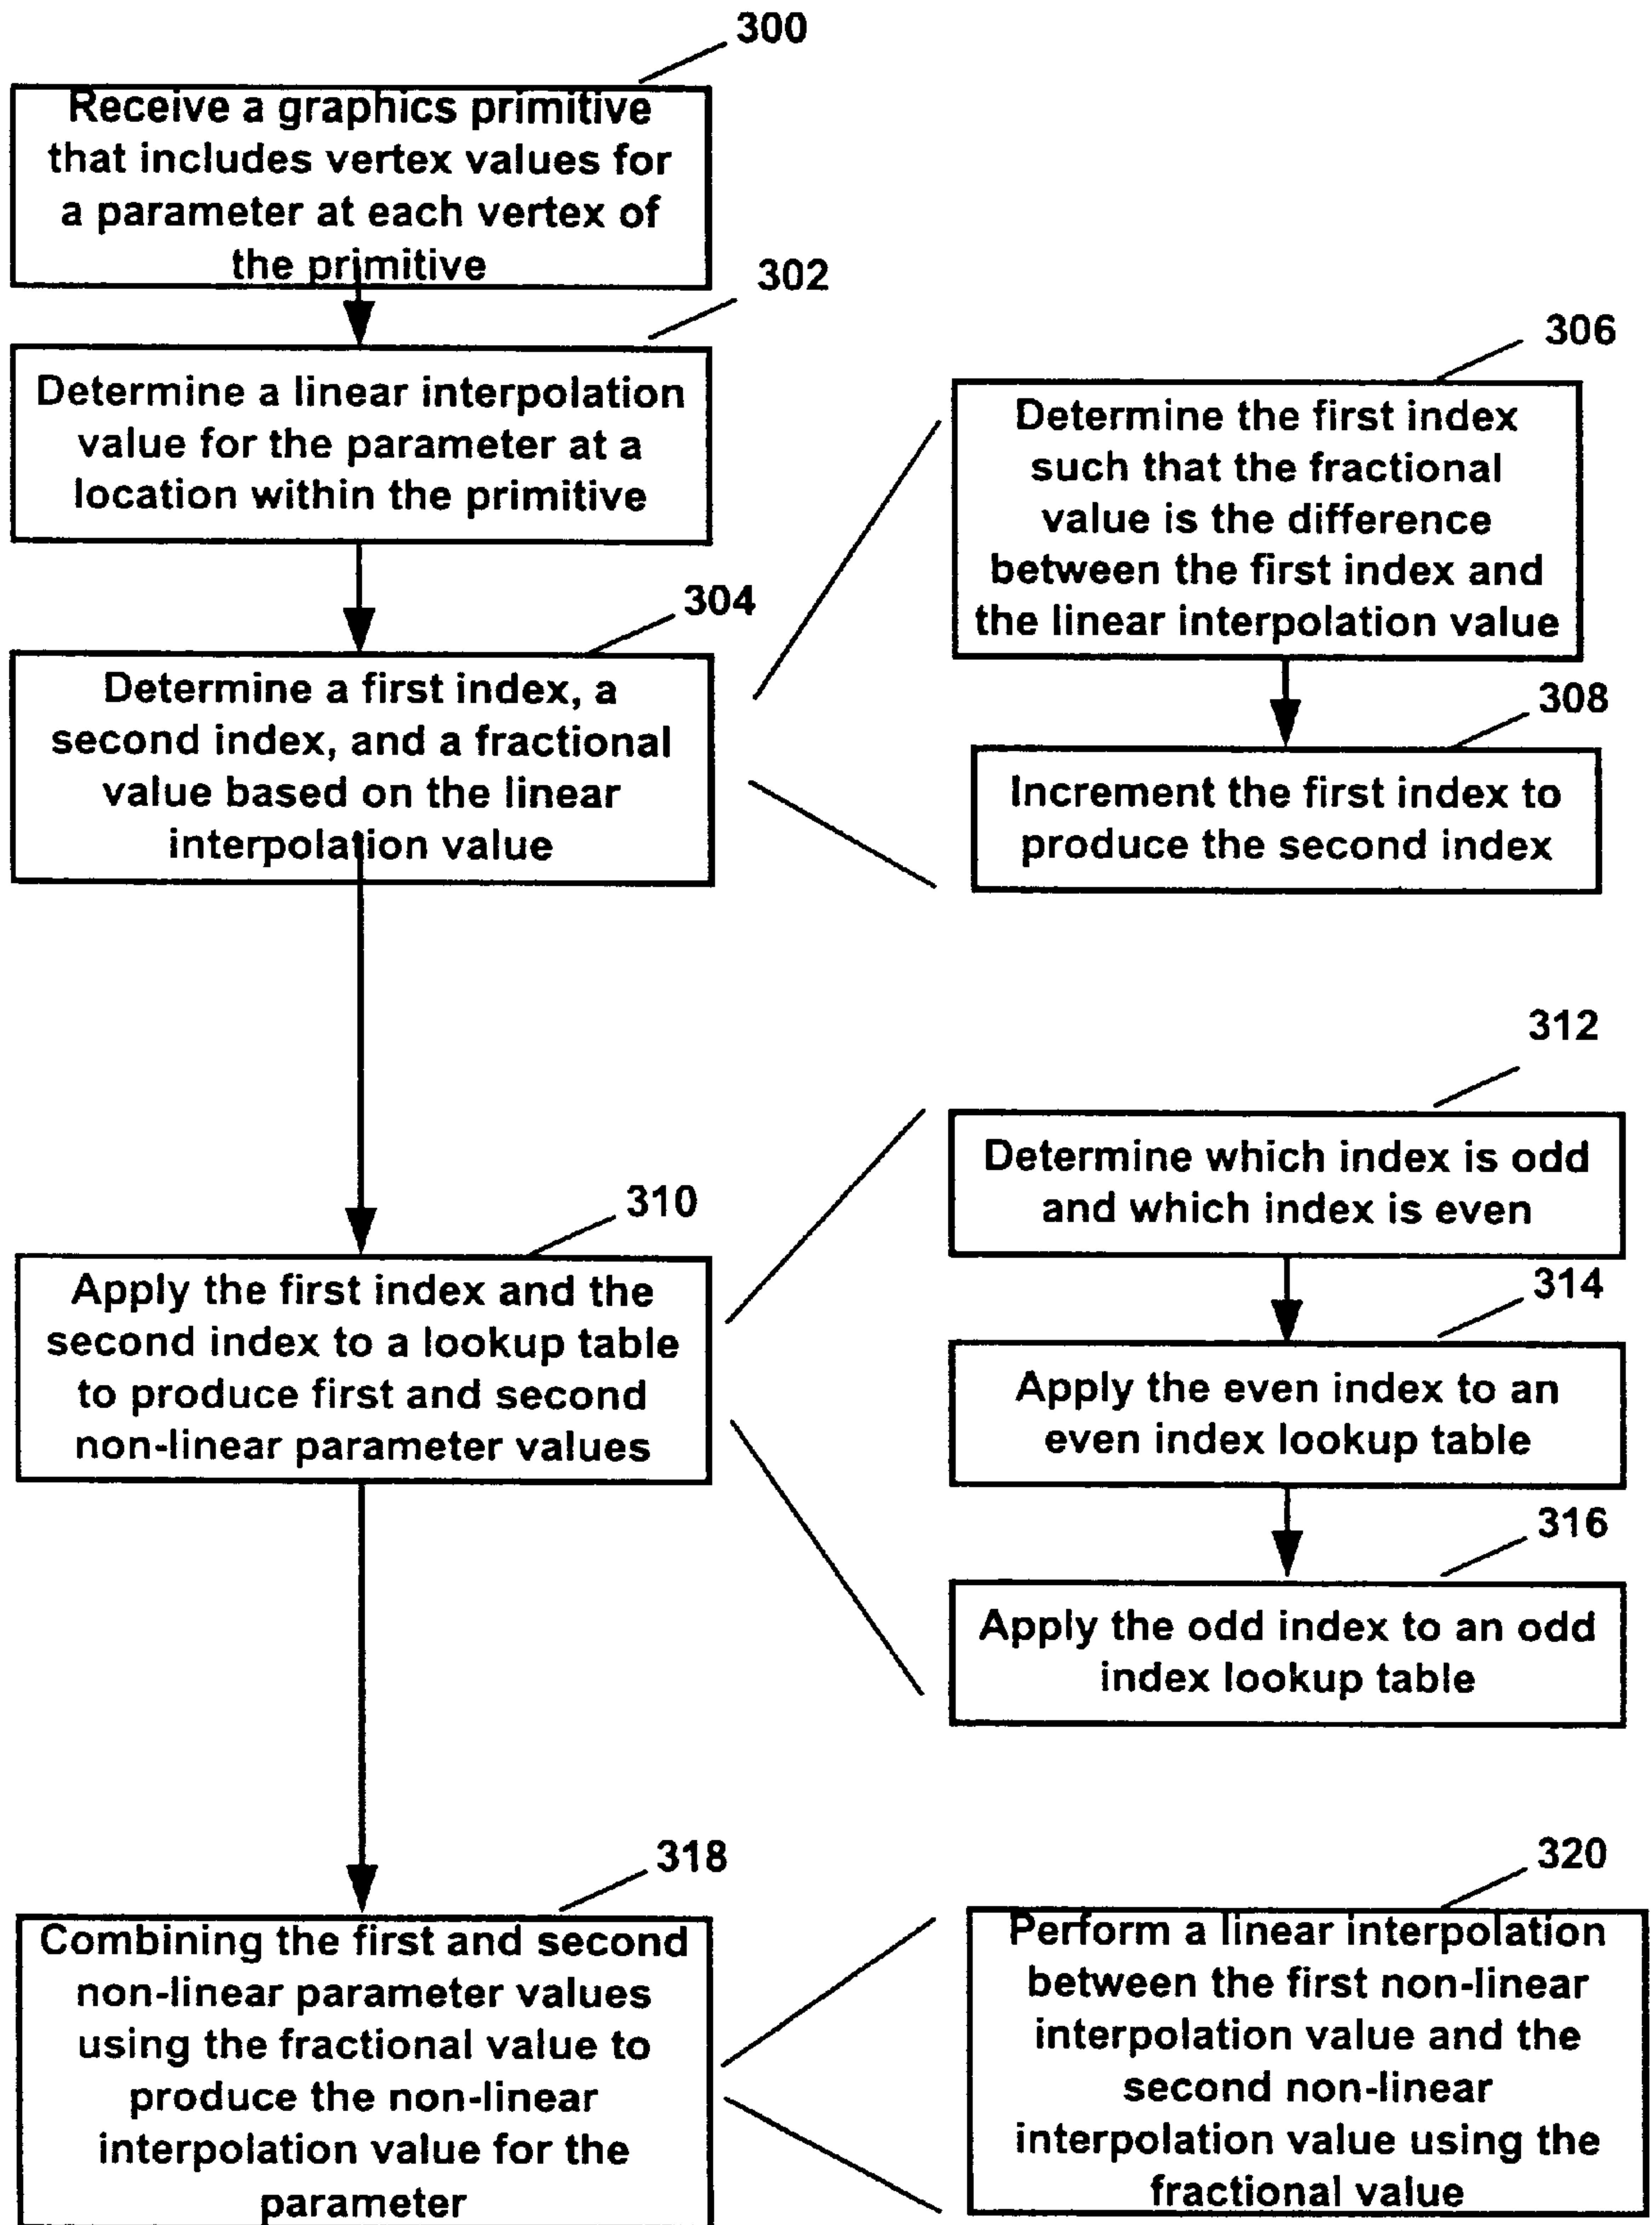 300
Receive a graphics primitive
that includes vertex values for
a parameter at each vertex of
the primitive
302
Determine a linear interpolation
value for the parameter at a
location within the primitive
304
Determine a first index, a
second index, and a fractional
value based on the linear
interpolation value
306
Determine the first index
such that the fractional
value is the difference
between the first index and
the linear interpolation value
308
Increment the first index to
produce the second index
310
Apply the first index and the
second index to a lookup table
to produce first and second
non-linear parameter values
312
Determine which index is odd
and which index is even
314
Apply the even index to an
even index lookup table
316
Apply the odd index to an odd
index lookup table
318
Combining the first and second
non-linear parameter values
using the fractional value to
produce the non-linear
interpolation value for the
parameter
320
Perform a linear interpolation
between the first non-linear
interpolation value and the
second non-linear
interpolation value using the
fractional value